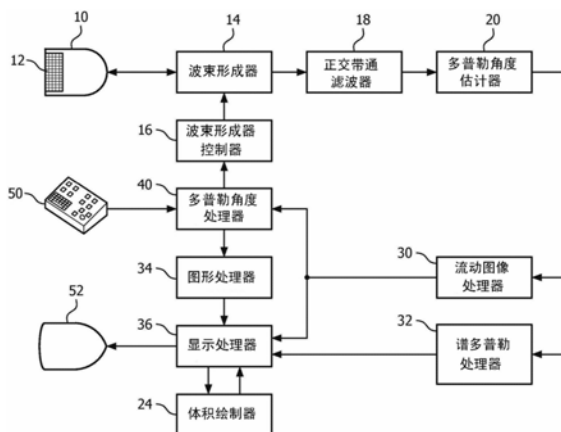 10
14
18
20
12
波束形成器
正交带通
滤波器
多普勒角度
估计器
16
波束形成器
控制器
50
40
多普勒角度
处理器
34
图形处理器
30
流动图像
处理器
52
36
显示处理器
32
谱多普勒
处理器
24
体积绘制器